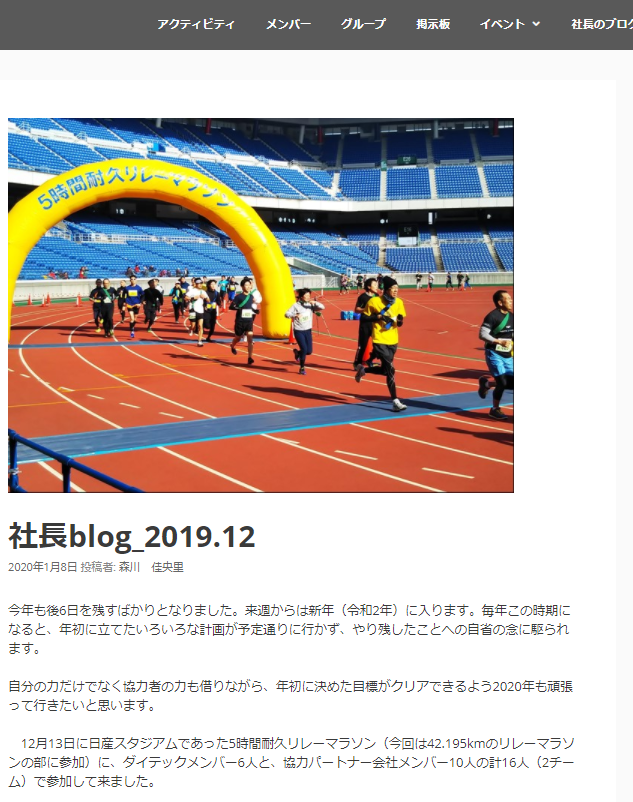 アクティビティ メンバー グループ 掲示板 イベント 社長のブログ
5時間耐久リレーマラソン
社長blog_2019.12
2020年1月8日 投稿者: 森川　佳央里
今年も後6日を残すばかりとなりました。来週からは新年（令和2年）に入ります。毎年この時期に
なると、年初に立てたいろいろな計画が予定通りに行かず、やり残したことへの自省の念に駆られ
ます。
自分の力だけでなく協力者の力も借りながら、年初に決めた目標がクリアできるよう2020年も頑張
って行きたいと思います。
　12月13日に日産スタジアムであった5時間耐久リレーマラソン（今回は42.195kmのリレーマラソ
ンの部に参加）に、ダイテックメンバー6人と、協力パートナー会社メンバー10人の計16人（2チー
ム）で参加して来ました。